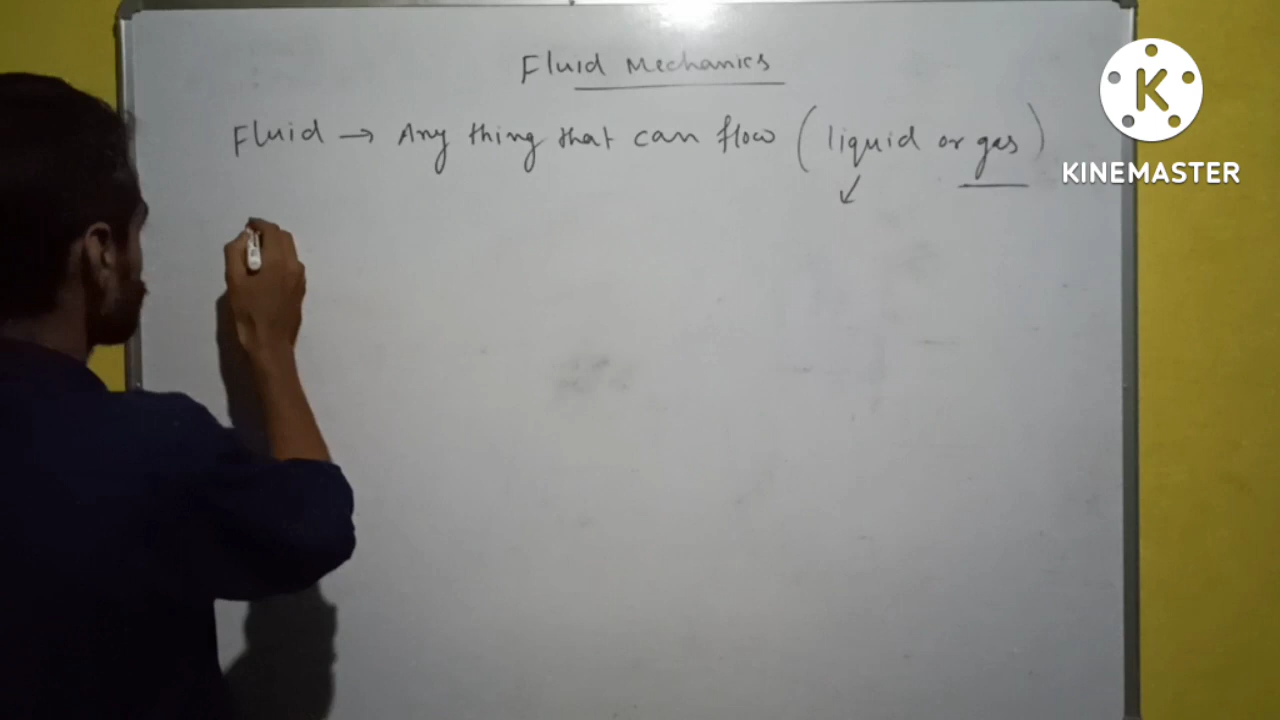 Fluid Mechanics
Fluid → Any thing that can flow (liquid or gas)
K
KINEMASTER